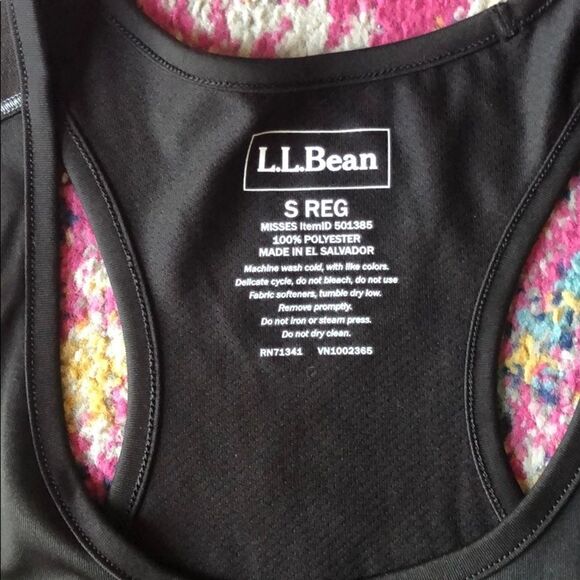 L.L.Bean
S REG
MISSES ItemID 501385
100% POLYESTER
MADE IN EL SALVADOR
Machine wash cold, with like colors.
Delicate cycle, do not bleach, do not use
Fabric softeners, tumble dry low.
Remove promptly.
Do not iron or steam press.
Do not dry clean.
RN71341 VN1002365